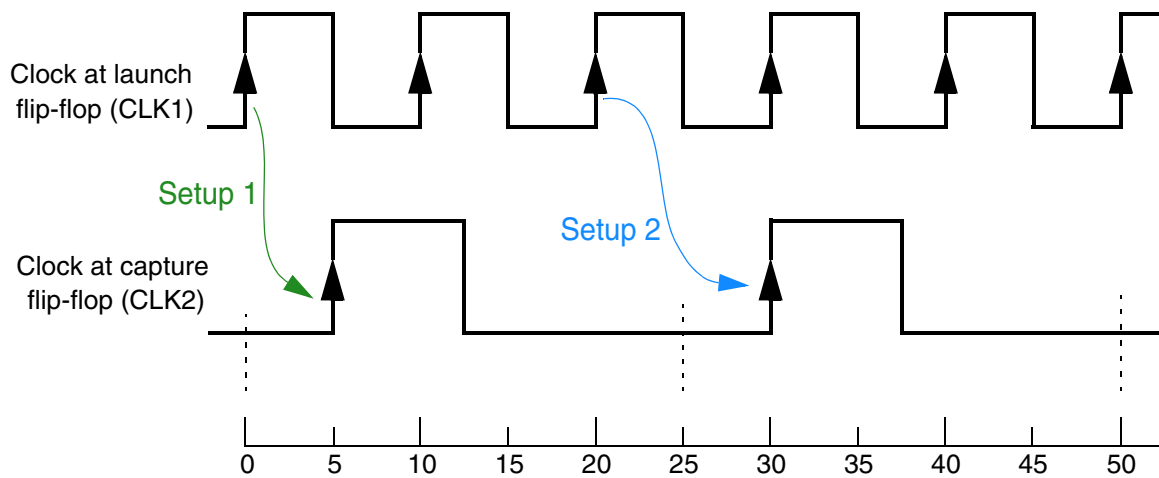 Clock at launch
flip-flop (CLK1)
Setup 1
Setup 2
Clock at capture
flip-flop (CLK2)
0 5 10 15 20 25 30 35 40 45 50